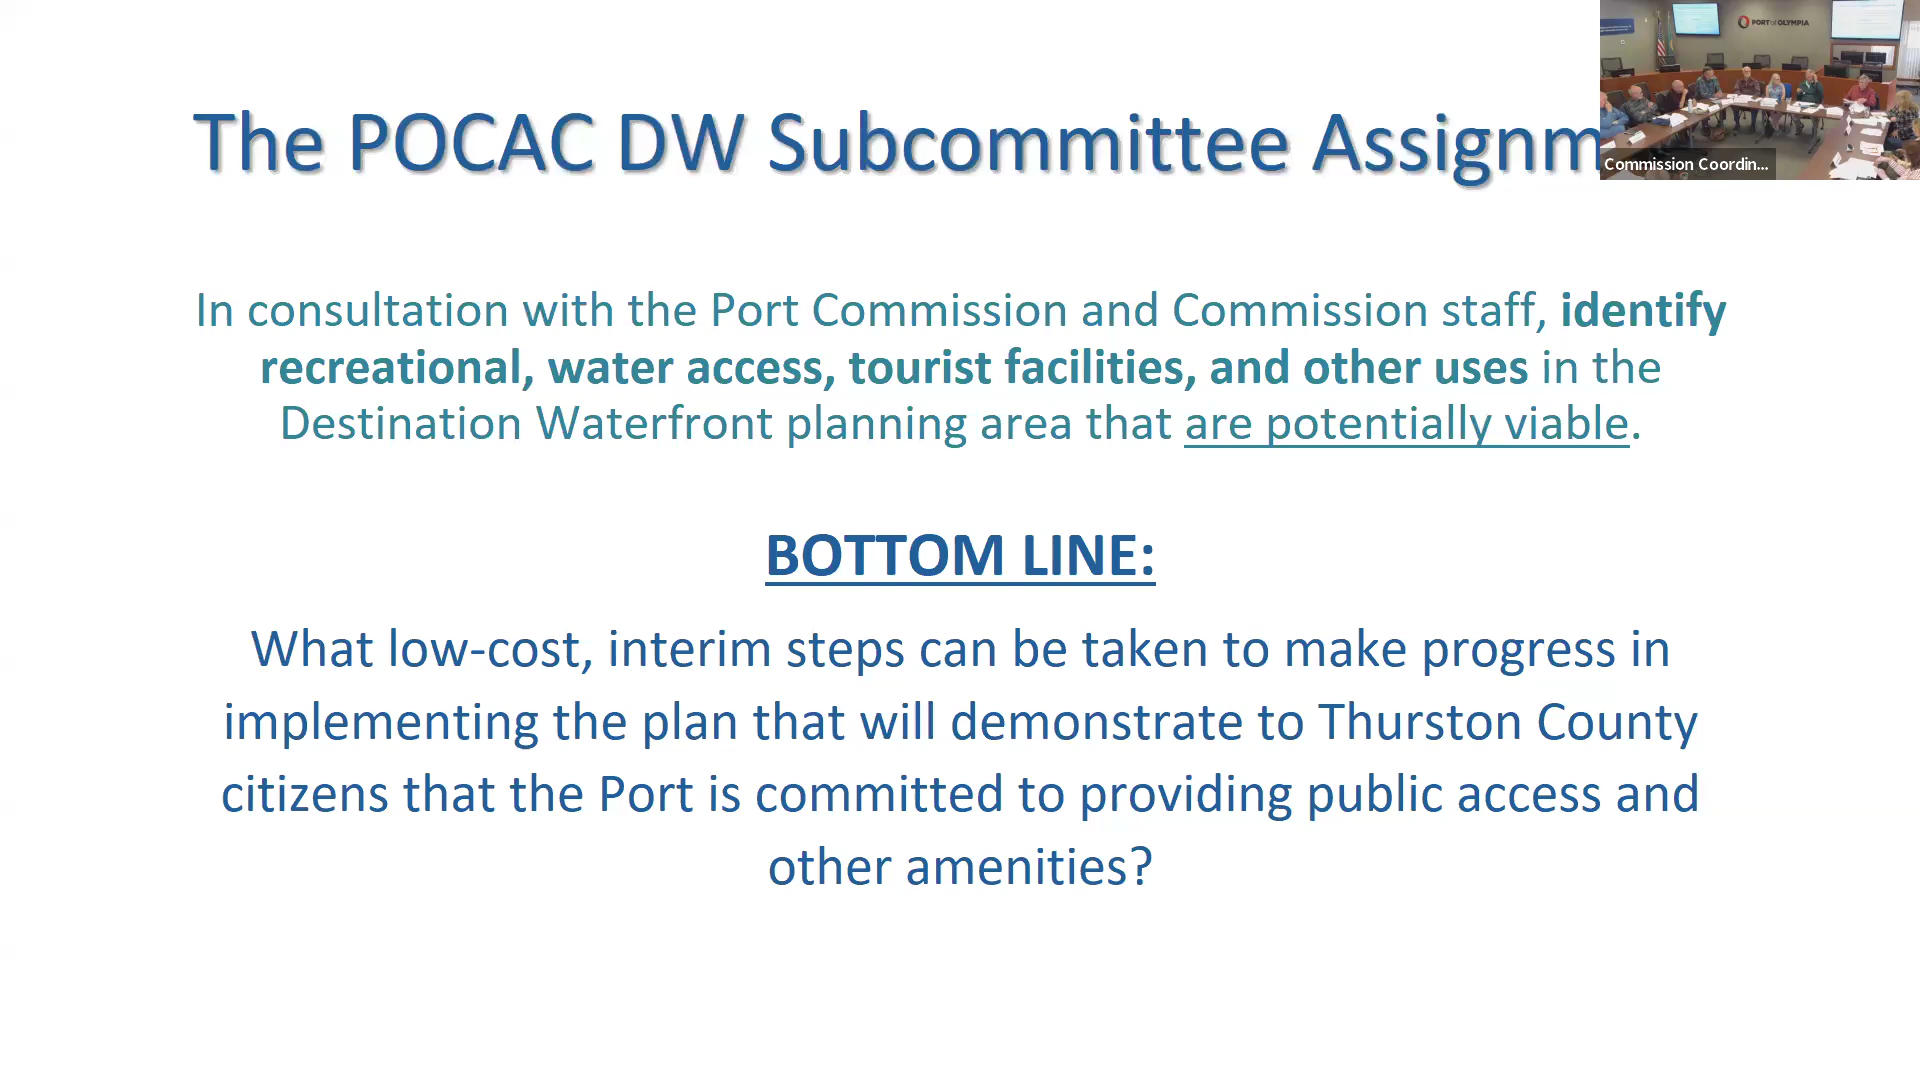 The POCAC DW Subcommittee Assignm
PORT of OLYMPIA
Commission Coordin...
In consultation with the Port Commission and Commission staff, identify
recreational, water access, tourist facilities, and other uses in the
Destination Waterfront planning area that are potentially viable.
BOTTOM LINE:
What low-cost, interim steps can be taken to make progress in
implementing the plan that will demonstrate to Thurston County
citizens that the Port is committed to providing public access and
other amenities?